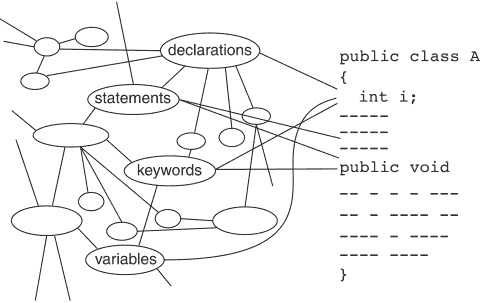 declarations
statements
keywords
variables
public class A
{
int i;
-----
-----
-----
public void
-- - - - ---
-- - ---- --
---- - ----
---- ----
}